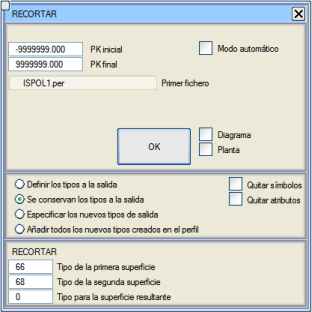 RECORTAR
-9999999.000 PK inicial Modo automático
9999999.000 PK final
ISPOL1.per Primer fichero
OK
Diagrama
Planta
Definir los tipos a la salida Quitar símbolos
Se conservan los tipos a la salida Quitar atributos
Especificar los nuevos tipos de salida
Añadir todos los nuevos tipos creados en el perfil
RECORTAR
66 Tipo de la primera superficie
68 Tipo de la segunda superficie
0 Tipo para la superficie resultante